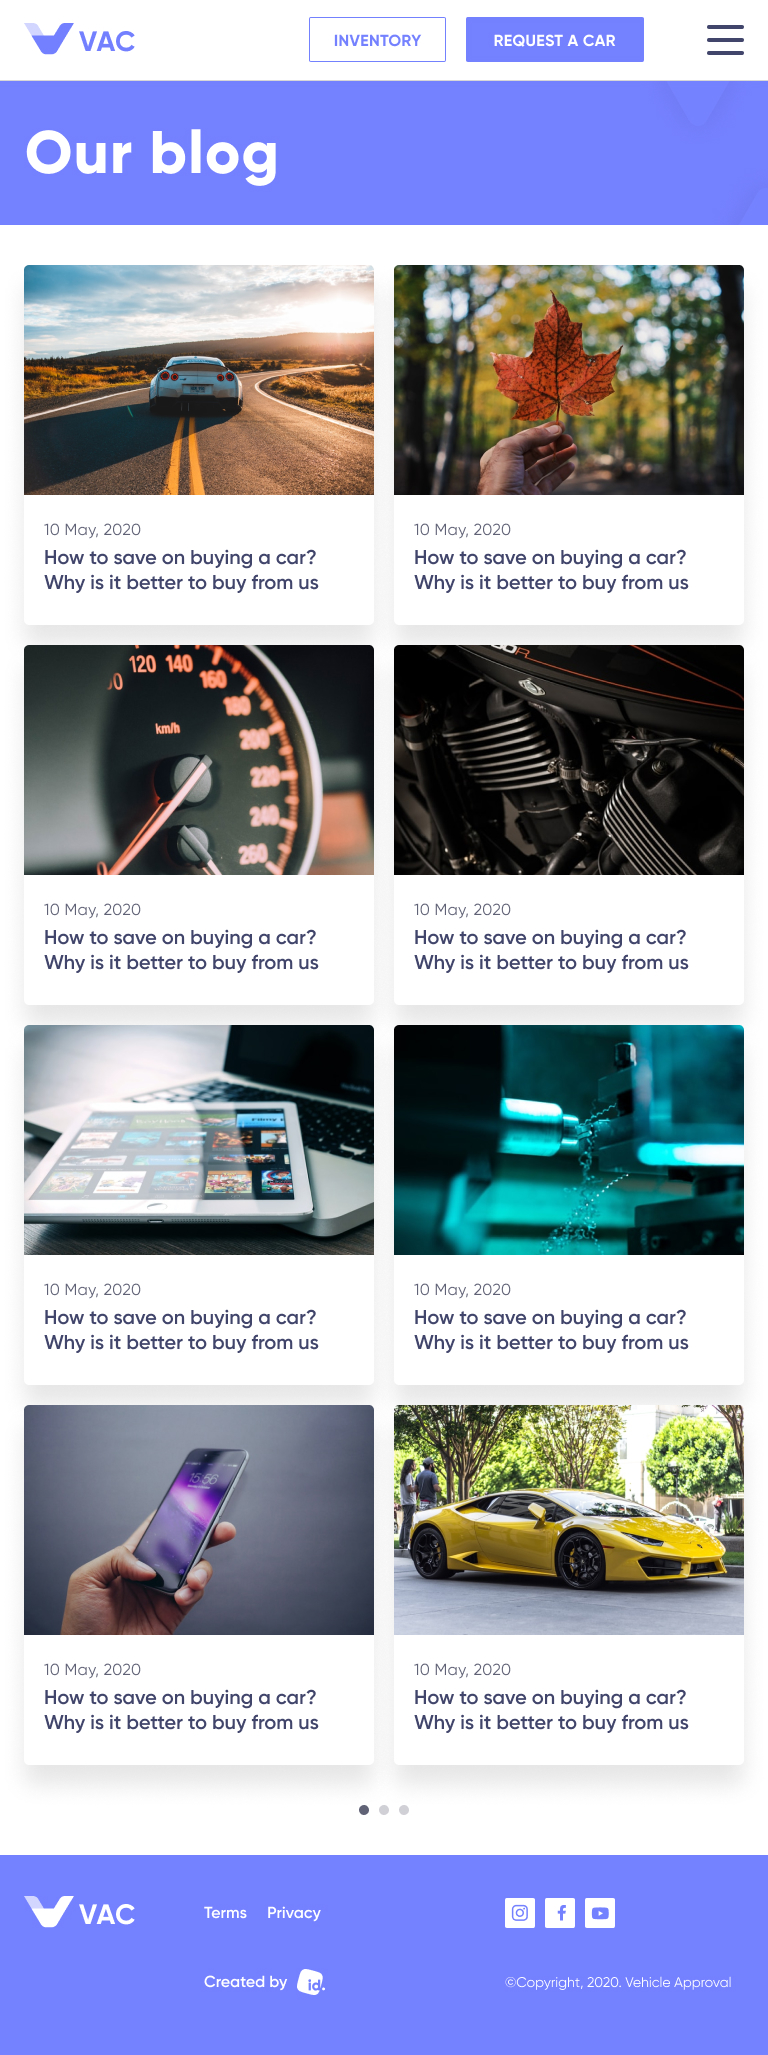 VAC
INVENTORY
REQUEST A CAR
Our blog
10 May, 2020
How to save on buying a car?
Why is it better to buy from us
10 May, 2020
How to save on buying a car?
Why is it better to buy from us
120 140
160
180
200
220
240
260
km/h
10 May, 2020
How to save on buying a car?
Why is it better to buy from us
10 May, 2020
How to save on buying a car?
Why is it better to buy from us
10 May, 2020
How to save on buying a car?
Why is it better to buy from us
10 May, 2020
How to save on buying a car?
Why is it better to buy from us
15:56
10 May, 2020
How to save on buying a car?
Why is it better to buy from us
10 May, 2020
How to save on buying a car?
Why is it better to buy from us
VAC
Terms
Privacy
Created by id.
©Copyright, 2020. Vehicle Approval